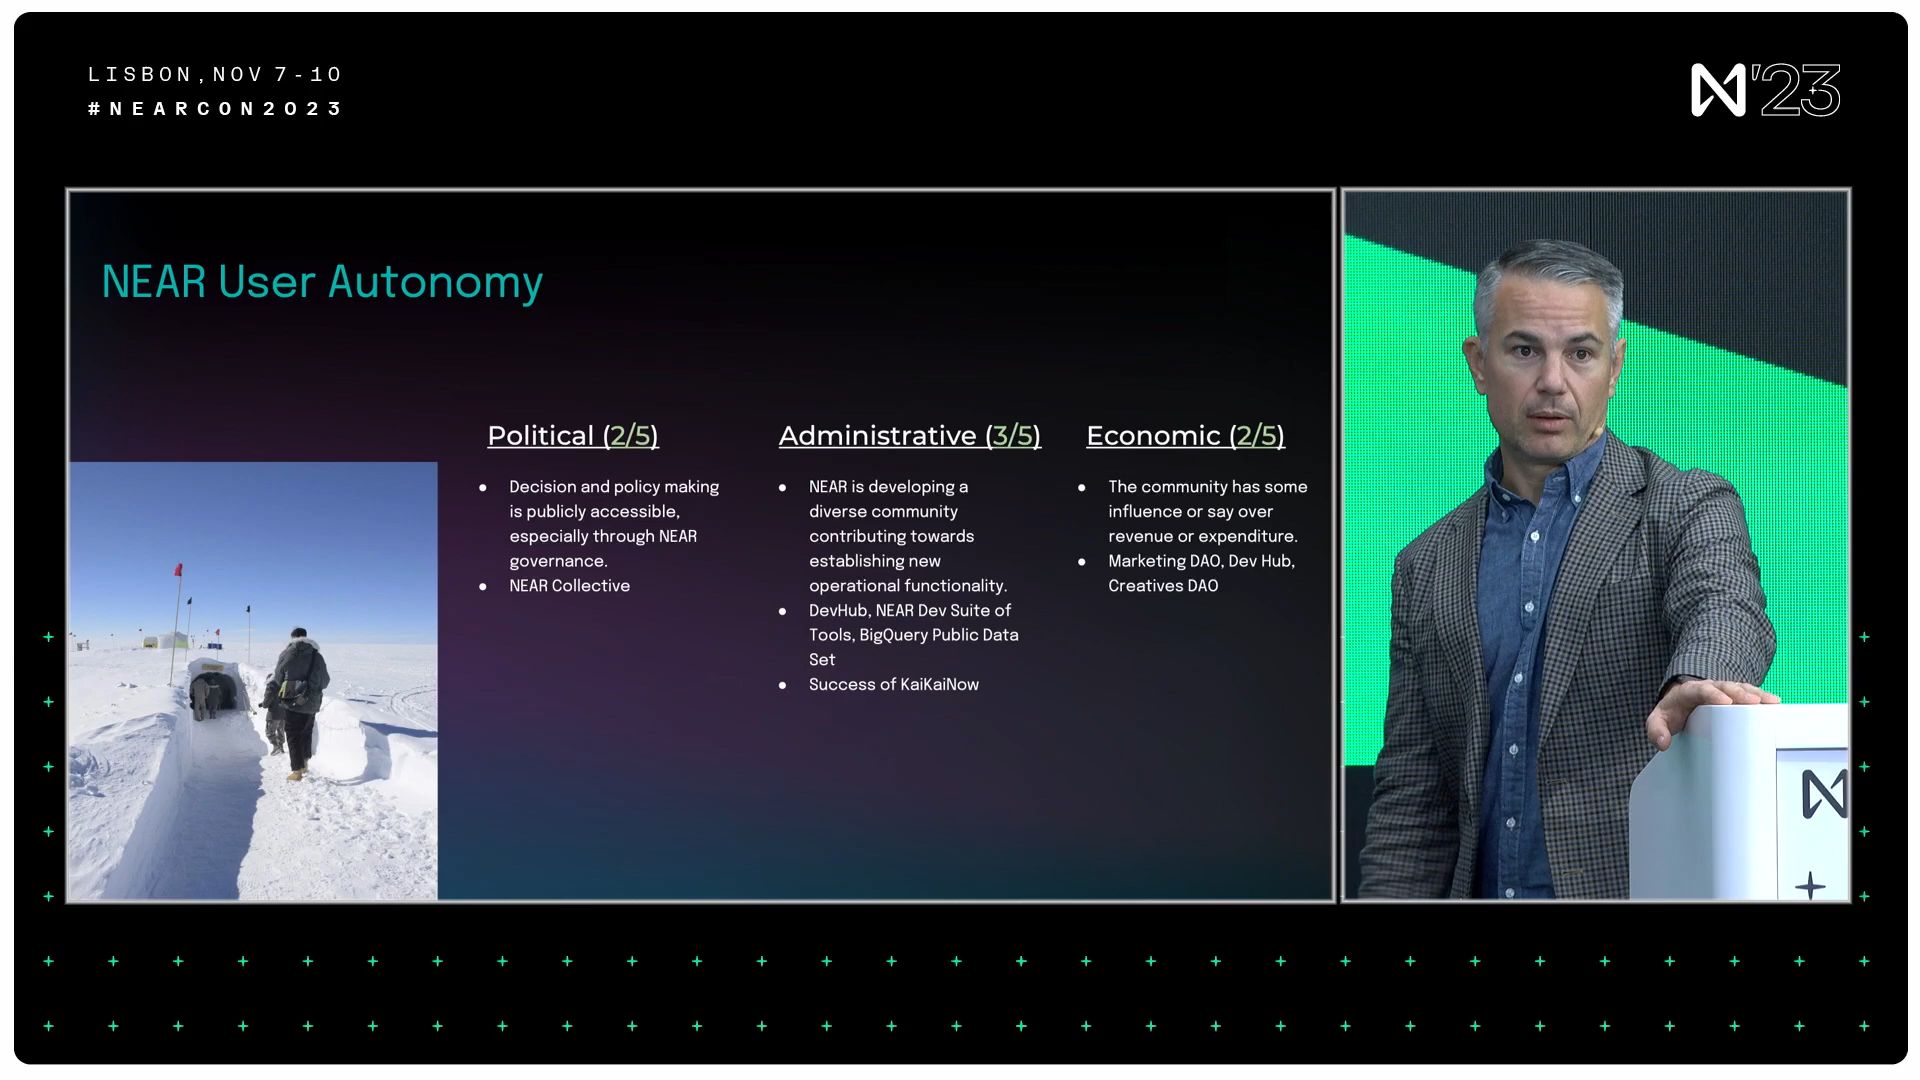 LISBON, NOV 7-10
#NEARCON2023
N'23
NEAR User Autonomy
Political (2/5)
● Decision and policy making
is publicly accessible,
especially through NEAR
governance.
● NEAR Collective
Administrative (3/5)
● NEAR is developing a
diverse community
contributing towards
establishing new
operational functionality.
● DevHub, NEAR Dev Suite of
Tools, BigQuery Public Data
Set
● Success of KaiKaiNow
Economic (2/5)
● The community has some
influence or say over
revenue or expenditure.
● Marketing DAO, Dev Hub,
Creatives DAO
N